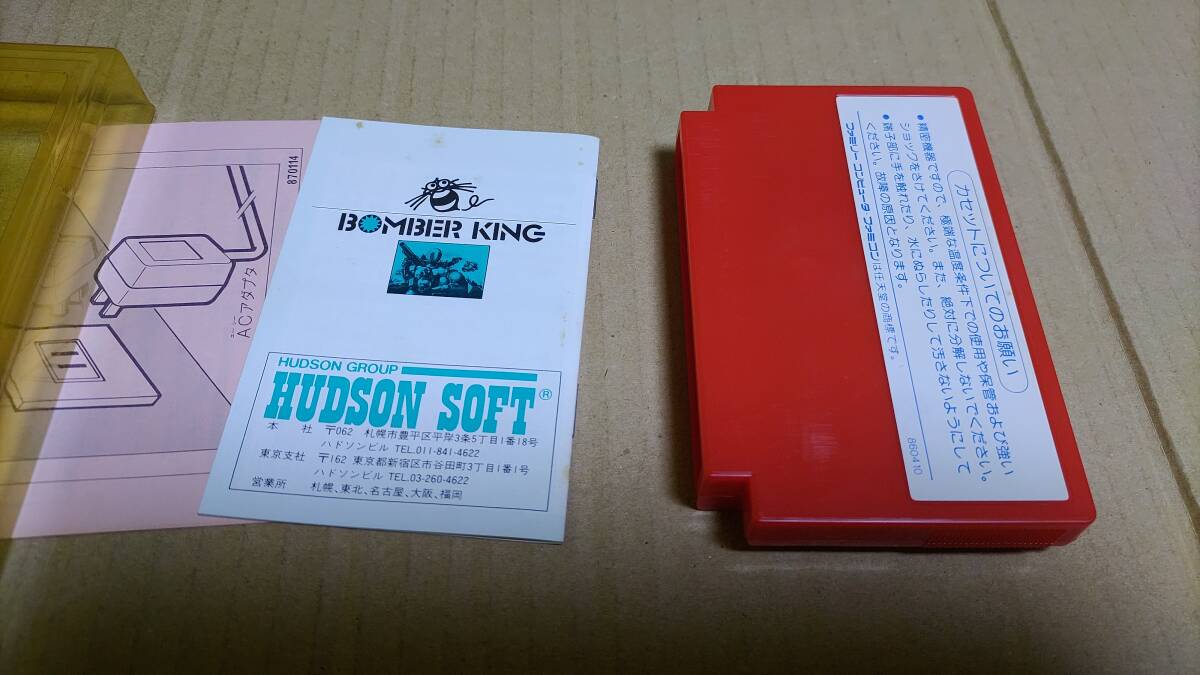 870114
エーシー
ACアダプタ
BOMBER KING
HUDSON GROUP
HUDSON SOFT®
本 社 〒062 札幌市豊平区平岸3条5丁目1番18号
ハドソンビル TEL.011-841-4622
東京支社 〒162 東京都新宿区市谷田町3丁目1番1号
ハドソンビル TEL.03-260-4622
営業所 札幌、東北、名古屋、大阪、福岡
カセットについてのお願い
●精密機器ですので、極端な温度条件下での使用や保管および強い
ショックをさけてください。また、絶対に分解しないでください。
●端子部に手を触れたり、水にぬらしたりして汚さないようにして
ください。故障の原因となります。
ファミリーコンピュータ ファミコンは任天堂の商標です。
860410